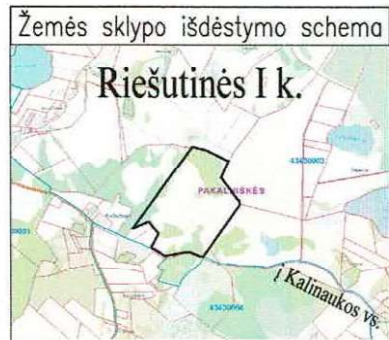 Žemės sklypo išdėstymo schema
Riešutinės I k.
PAKALNIŠKĖS
į Kalinaukos vs.